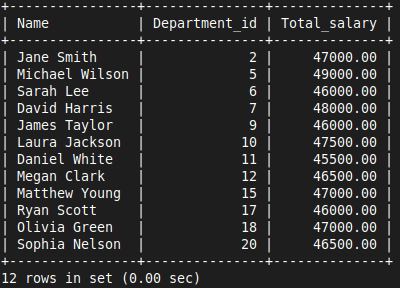 +----------------+---------------+--------------+
| Name           | Department_id | Total_salary |
+----------------+---------------+--------------+
| Jane Smith     |             2 |     47000.00 |
| Michael Wilson |             5 |     49000.00 |
| Sarah Lee      |             6 |     46000.00 |
| David Harris   |             7 |     48000.00 |
| James Taylor   |             9 |     46000.00 |
| Laura Jackson  |            10 |     47500.00 |
| Daniel White   |            11 |     45500.00 |
| Megan Clark    |            12 |     46500.00 |
| Matthew Young  |            15 |     47000.00 |
| Ryan Scott     |            17 |     46000.00 |
| Olivia Green   |            18 |     47000.00 |
| Sophia Nelson  |            20 |     46500.00 |
+----------------+---------------+--------------+
12 rows in set (0.00 sec)